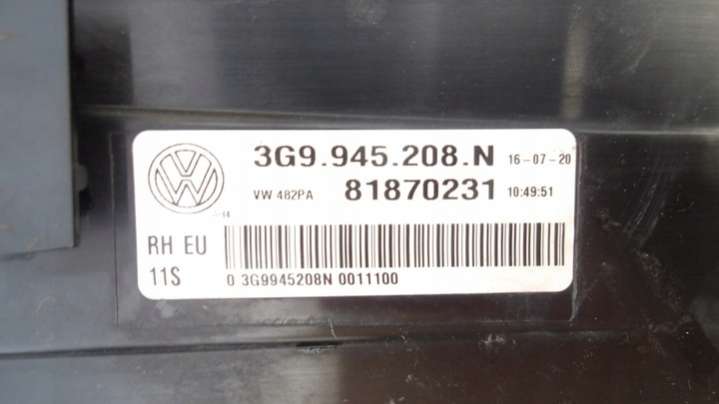 3G9.945.208.N 16-07-20
VW 482PA 81870231 10:49:51
RH EU
11S 0 3G9945208N 0011100